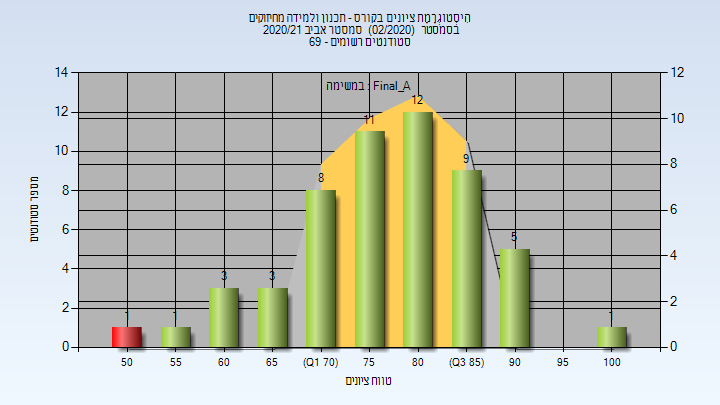 היסטוגרמת ציונים בקורס - תכנון ולמידה מחיזוקים
בסמסטר (02/2020) סמסטר אביב 2020/21
סטודנטים רשומים - 69
במשימה : Final_A
מספר סטודנטים
14 12 10 8 6 4 2 0
12 10 8 6 4 2 0
1 1 3 3 8 11 12 9 5 1
50 55 60 65 (Q1 70) 75 80 (Q3 85) 90 95 100
טווח ציונים